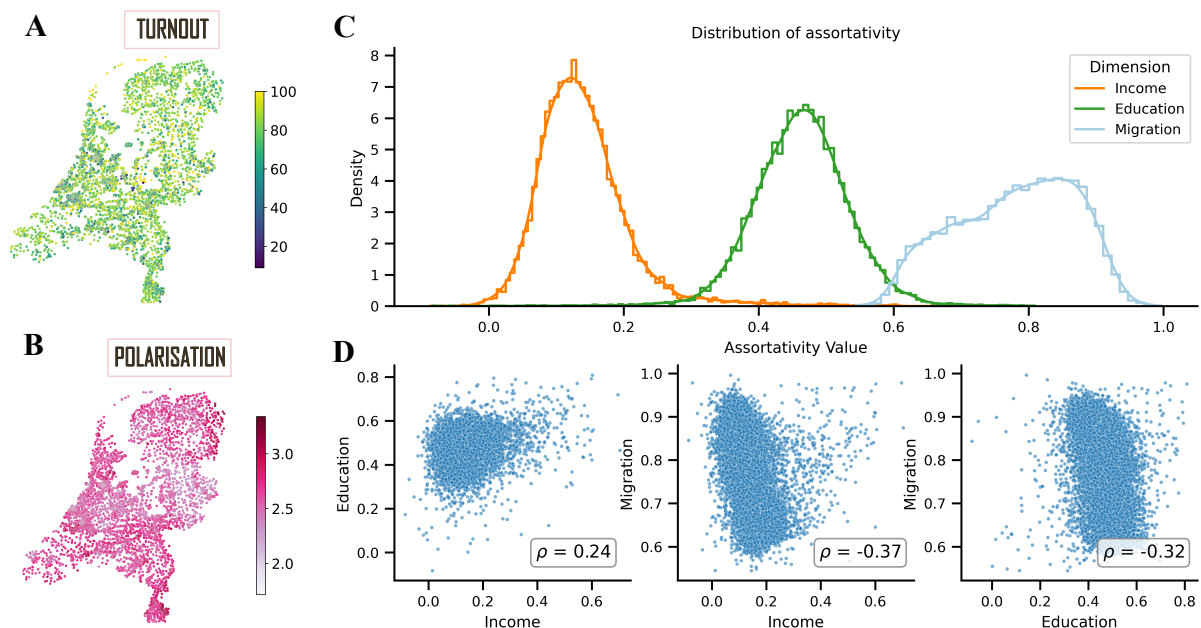 A
TURNOUT
100
80
60
40
20
B
POLARISATION
3.0
2.5
2.0
C
Distribution of assortativity
Density
8
7
6
5
4
3
2
1
0
0.0 0.2 0.4 0.6 0.8 1.0
Assortativity Value
Dimension
Income
Education
Migration
D
Education
0.8
0.6
0.4
0.2
0.0
ρ = 0.24
0.0 0.2 0.4 0.6
Income
Migration
1.0
0.9
0.8
0.7
0.6
ρ = -0.37
0.0 0.2 0.4 0.6
Income
Migration
1.0
0.9
0.8
0.7
0.6
ρ = -0.32
0.0 0.2 0.4 0.6 0.8
Education